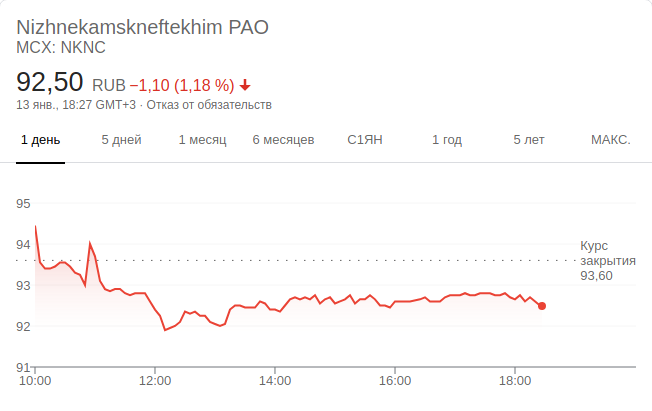 Nizhnekamskneftekhim PAO
MCX: NKNC
92,50 RUB −1,10 (1,18 %)
13 янв., 18:27 GMT+3 · Отказ от обязательств
1 день 5 дней 1 месяц 6 месяцев С1ЯН 1 год 5 лет МАКС.
95
94
93
92
91
Курс
закрытия
93,60
10:00 12:00 14:00 16:00 18:00